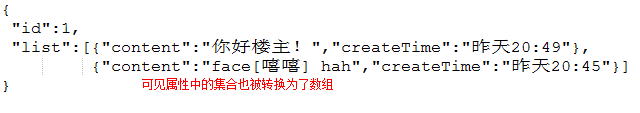 {
"id":1,
"list":[{"content":"你好楼主！","createTime":"昨天20:49"},
{"content":"face[嘻嘻] hah","createTime":"昨天20:45"}]
}
可见属性中的集合也被转换为了数组